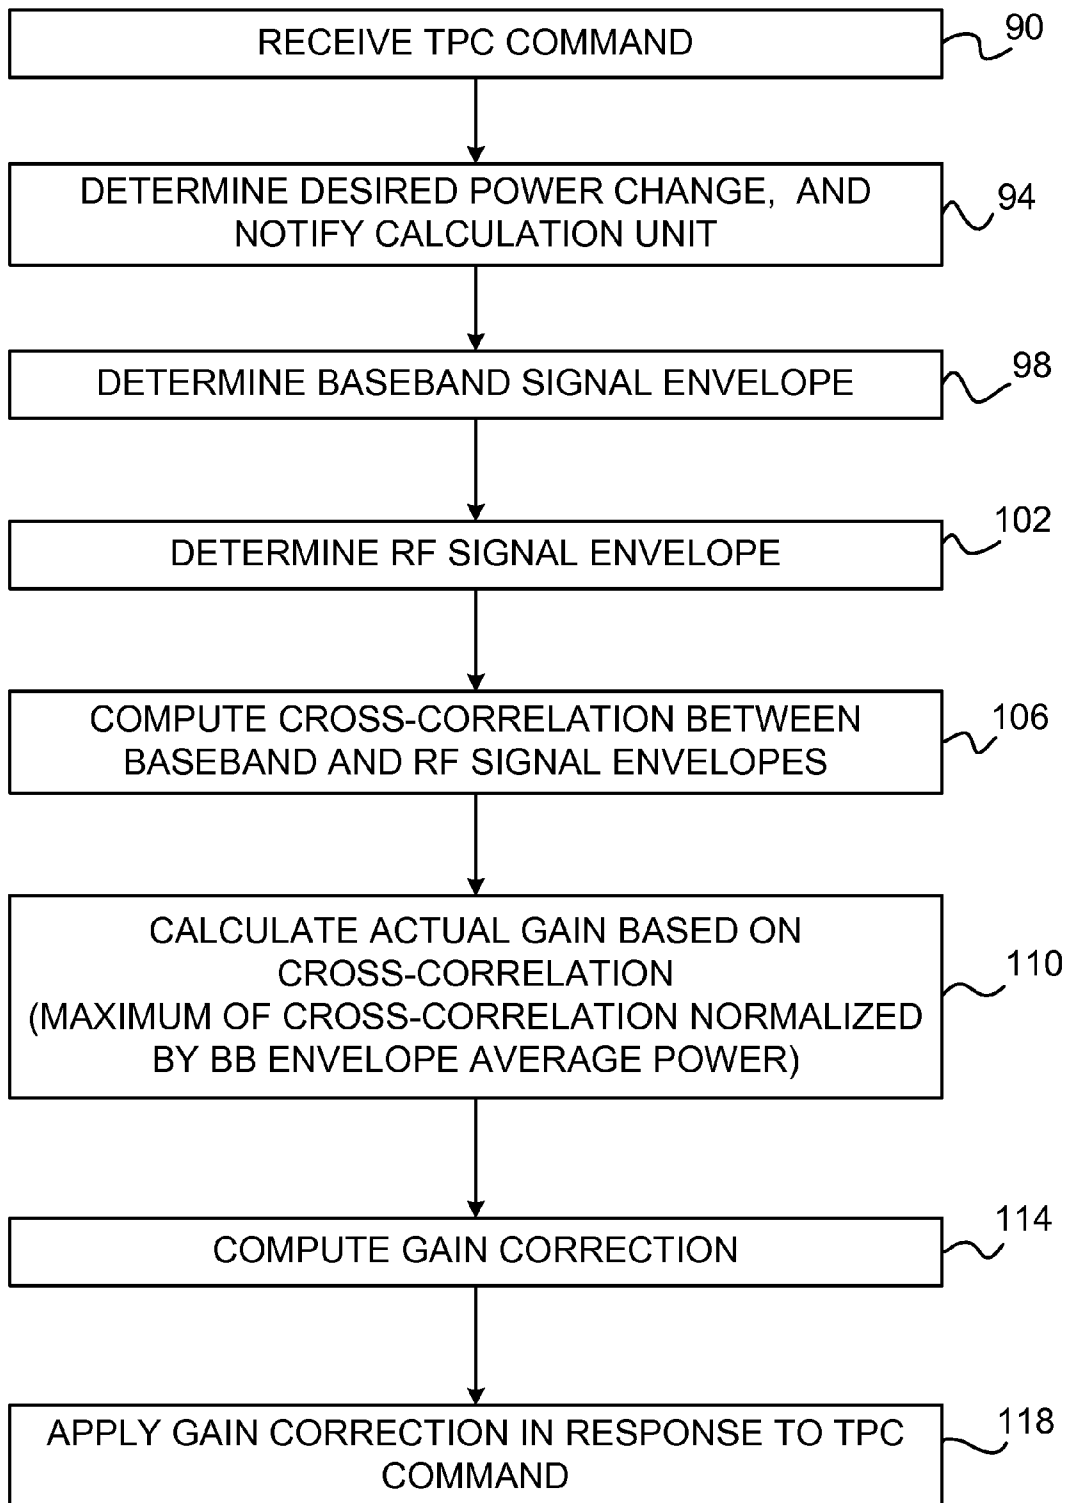 RECEIVE TPC COMMAND
90
DETERMINE DESIRED POWER CHANGE, AND
NOTIFY CALCULATION UNIT
94
DETERMINE BASEBAND SIGNAL ENVELOPE
98
DETERMINE RF SIGNAL ENVELOPE
102
COMPUTE CROSS-CORRELATION BETWEEN
BASEBAND AND RF SIGNAL ENVELOPES
106
CALCULATE ACTUAL GAIN BASED ON
CROSS-CORRELATION
(MAXIMUM OF CROSS-CORRELATION NORMALIZED
BY BB ENVELOPE AVERAGE POWER)
110
COMPUTE GAIN CORRECTION
114
APPLY GAIN CORRECTION IN RESPONSE TO TPC
COMMAND
118